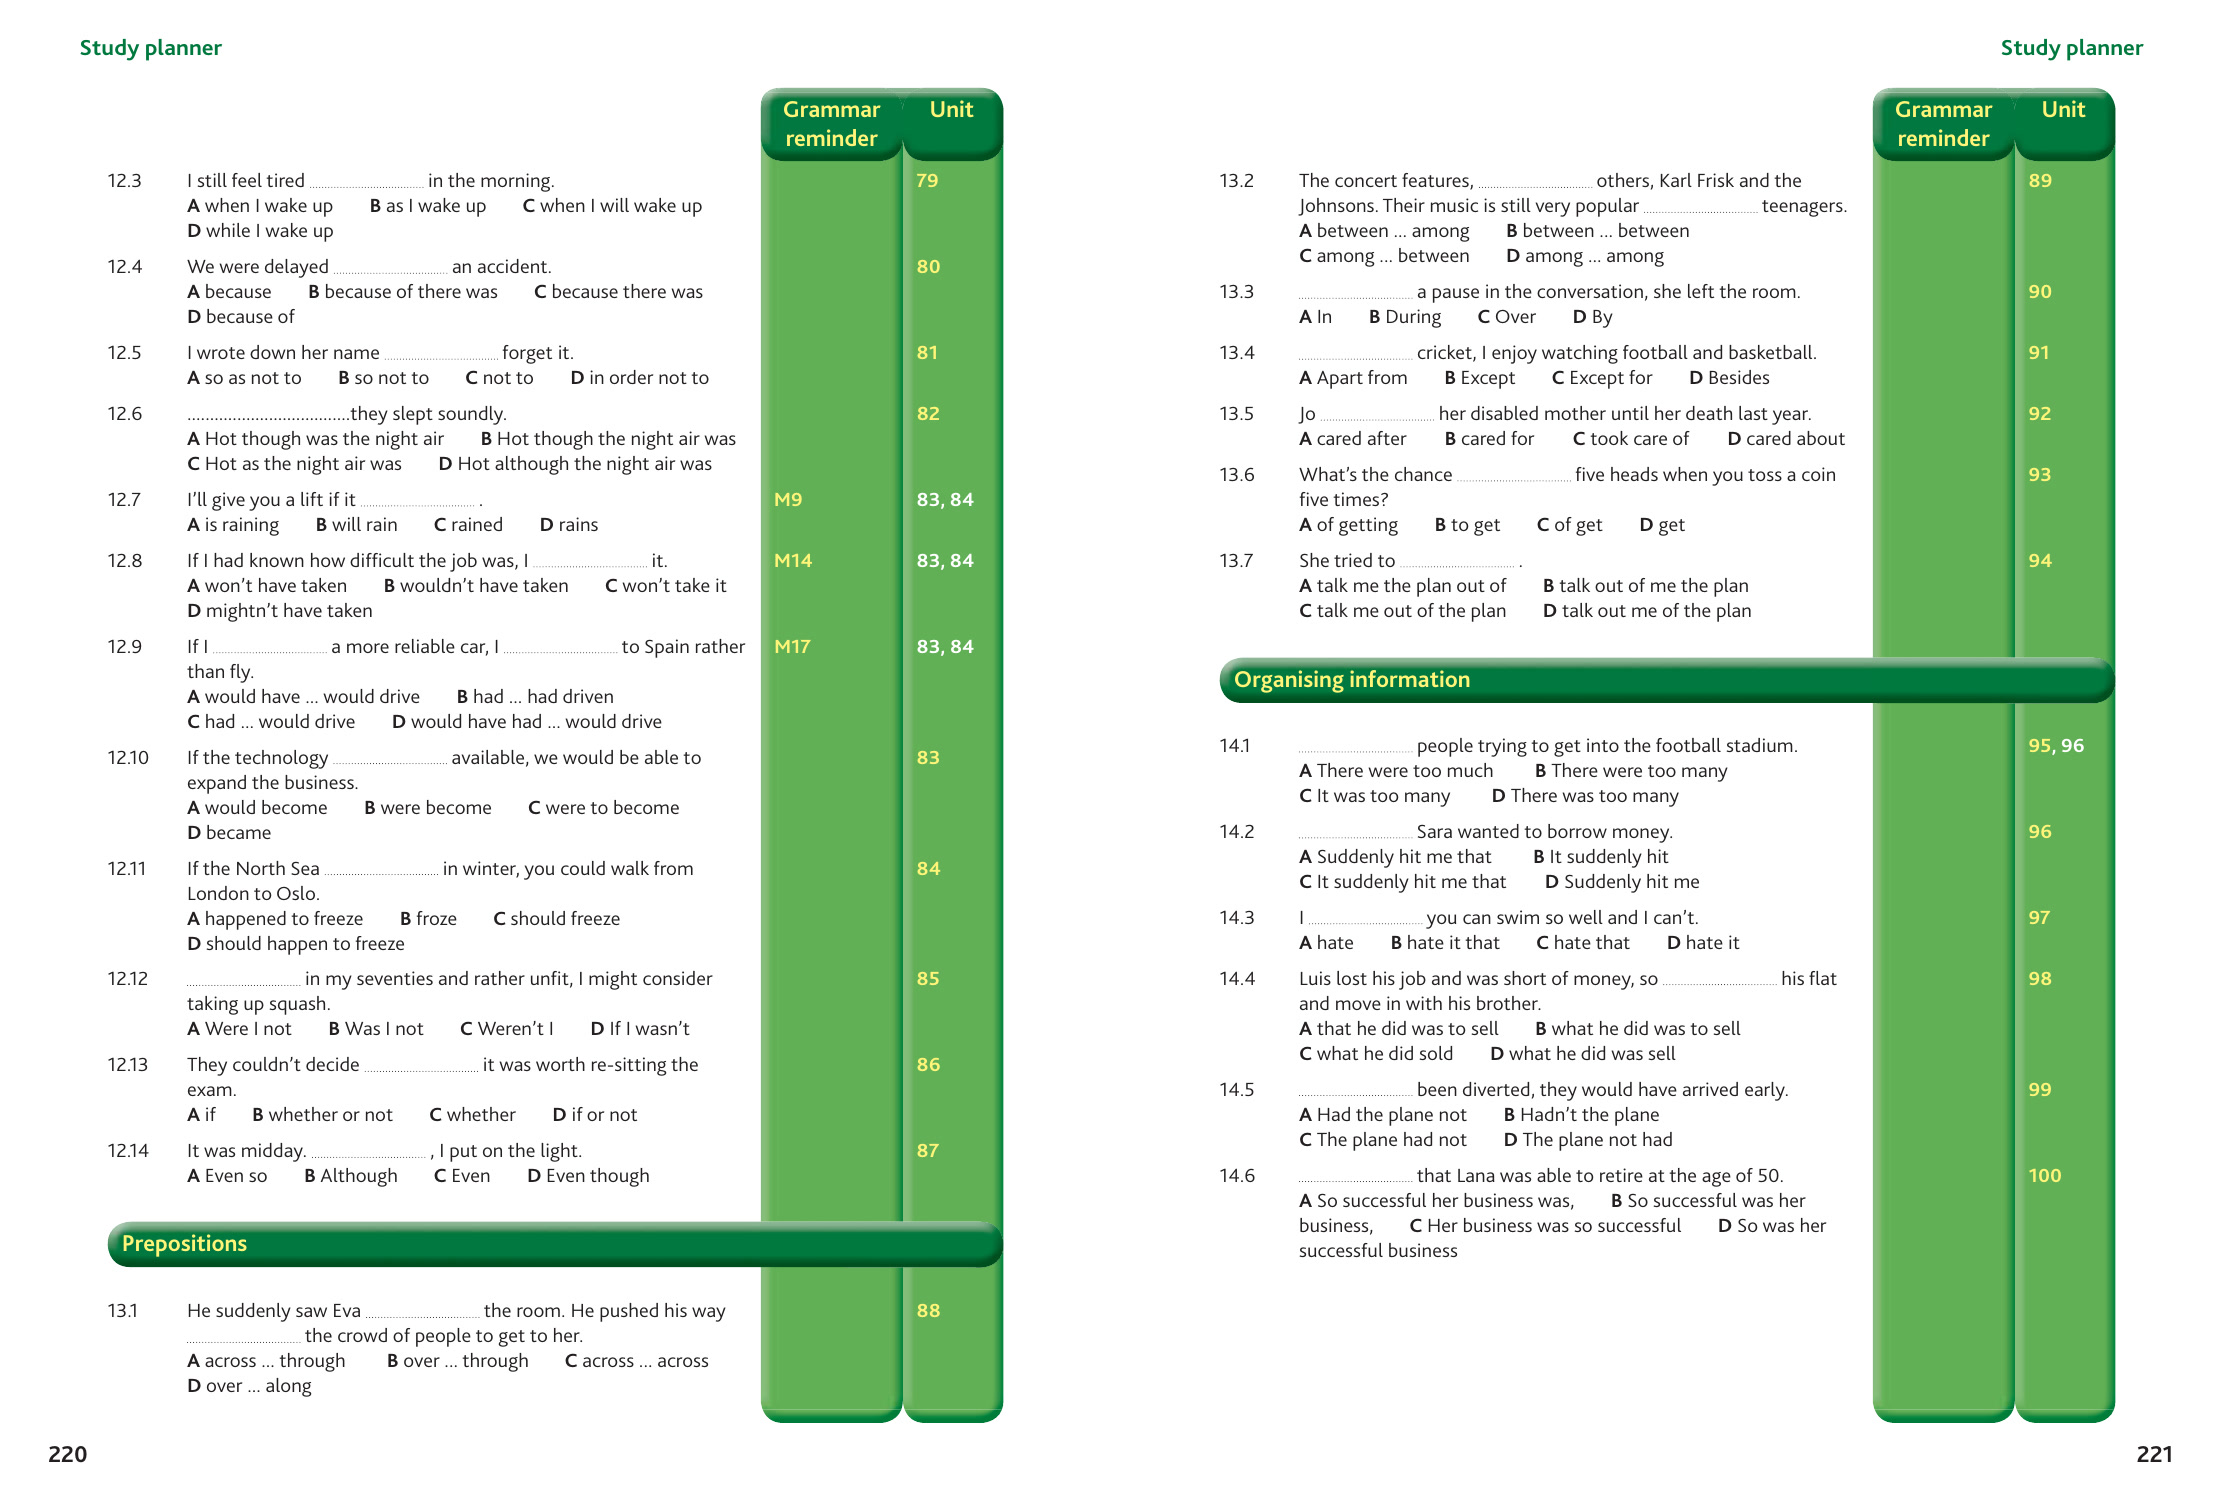 Study planner
Grammar reminder
Unit
12.3 I still feel tired .................... in the morning. 79
A when I wake up B as I wake up C when I will wake up
D while I wake up
12.4 We were delayed .................... an accident. 80
A because B because of there was C because there was
D because of
12.5 I wrote down her name .................... forget it. 81
A so as not to B so not to C not to D in order not to
12.6 ....................................they slept soundly. 82
A Hot though was the night air B Hot though the night air was
C Hot as the night air was D Hot although the night air was
12.7 I’ll give you a lift if it .................... . M9 83, 84
A is raining B will rain C rained D rains
12.8 If I had known how difficult the job was, I .................... it. M14 83, 84
A won’t have taken B wouldn’t have taken C won’t take it
D mightn’t have taken
12.9 If I .................... a more reliable car, I .................... to Spain rather M17 83, 84
than fly.
A would have ... would drive B had ... had driven
C had ... would drive D would have had ... would drive
12.10 If the technology .................... available, we would be able to 83
expand the business.
A would become B were become C were to become
D became
12.11 If the North Sea .................... in winter, you could walk from 84
London to Oslo.
A happened to freeze B froze C should freeze
D should happen to freeze
12.12 .................... in my seventies and rather unfit, I might consider 85
taking up squash.
A Were I not B Was I not C Weren’t I D If I wasn’t
12.13 They couldn’t decide .................... it was worth re-sitting the 86
exam.
A if B whether or not C whether D if or not
12.14 It was midday. .................... , I put on the light. 87
A Even so B Although C Even D Even though
Prepositions
13.1 He suddenly saw Eva .................... the room. He pushed his way 88
.................... the crowd of people to get to her.
A across ... through B over ... through C across ... across
D over ... along
220
Study planner
Grammar reminder
Unit
13.2 The concert features, .................... others, Karl Frisk and the 89
Johnsons. Their music is still very popular .................... teenagers.
A between ... among B between ... between
C among ... between D among ... among
13.3 .................... a pause in the conversation, she left the room. 90
A In B During C Over D By
13.4 .................... cricket, I enjoy watching football and basketball. 91
A Apart from B Except C Except for D Besides
13.5 Jo .................... her disabled mother until her death last year. 92
A cared after B cared for C took care of D cared about
13.6 What’s the chance .................... five heads when you toss a coin 93
five times?
A of getting B to get C of get D get
13.7 She tried to .................... . 94
A talk me the plan out of B talk out of me the plan
C talk me out of the plan D talk out me of the plan
Organising information
14.1 .................... people trying to get into the football stadium. 95, 96
A There were too much B There were too many
C It was too many D There was too many
14.2 .................... Sara wanted to borrow money. 96
A Suddenly hit me that B It suddenly hit
C It suddenly hit me that D Suddenly hit me
14.3 I .................... you can swim so well and I can’t. 97
A hate B hate it that C hate that D hate it
14.4 Luis lost his job and was short of money, so .................... his flat 98
and move in with his brother.
A that he did was to sell B what he did was to sell
C what he did sold D what he did was sell
14.5 .................... been diverted, they would have arrived early. 99
A Had the plane not B Hadn’t the plane
C The plane had not D The plane not had
14.6 .................... that Lana was able to retire at the age of 50. 100
A So successful her business was, B So successful was her
business, C Her business was so successful D So was her
successful business
221